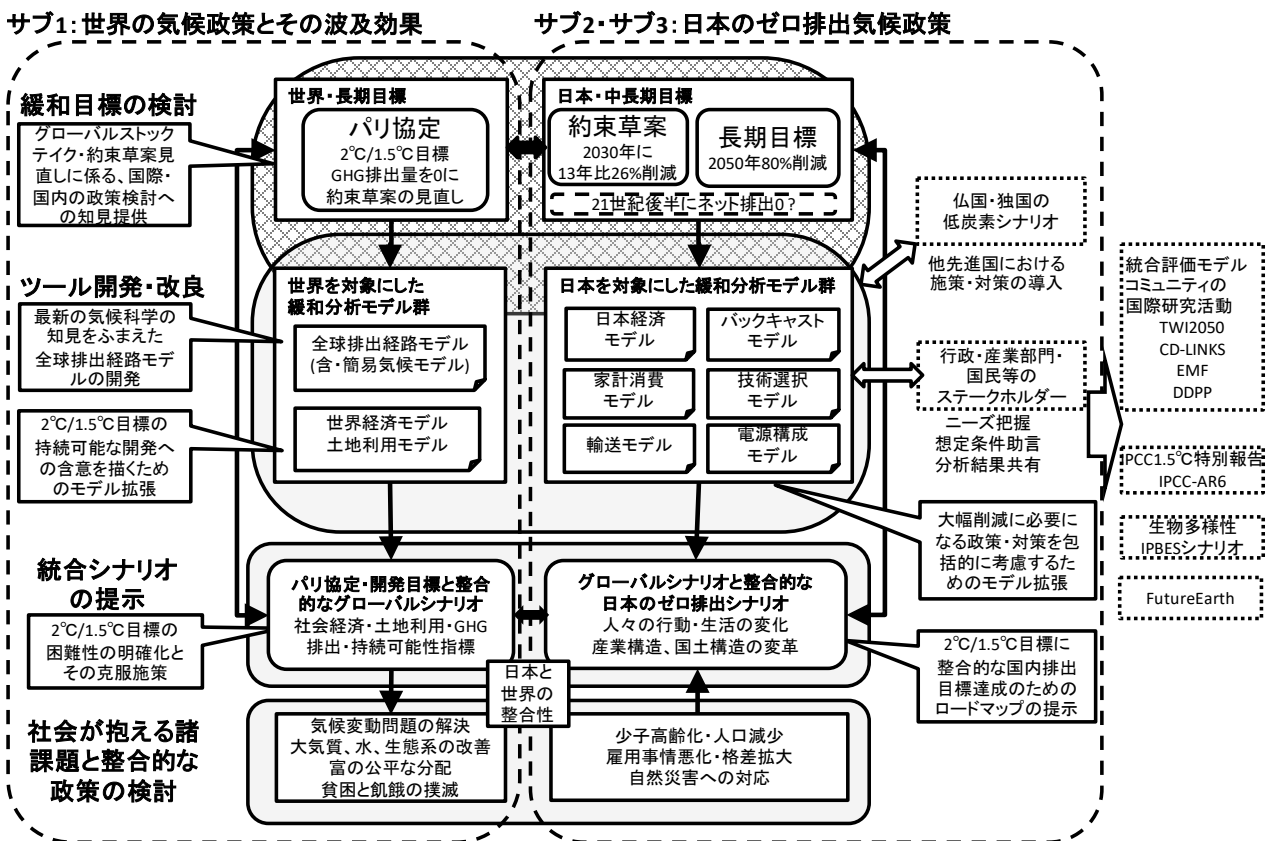 サブ1：世界の気候政策とその波及効果
サブ2・サブ3：日本のゼロ排出気候政策
緩和目標の検討
グローバルストック
テイク・約束草案見
直しに係る、国際・
国内の政策検討へ
の知見提供
世界・長期目標
パリ協定
2℃/1.5℃目標
GHG排出量を0に
約束草案の見直し
日本・中長期目標
約束草案
2030年に
13年比26%削減
長期目標
2050年80%削減
21世紀後半にネット排出0？
仏国・独国の
低炭素シナリオ
他先進国における
施策・対策の導入
ツール開発・改良
最新の気候科学の
知見をふまえた
全球排出経路モデ
ルの開発
2℃/1.5℃目標の
持続可能な開発へ
の含意を描くため
のモデル拡張
世界を対象にした
緩和分析モデル群
全球排出経路モデル
(含・簡易気候モデル)
世界経済モデル
土地利用モデル
日本を対象にした緩和分析モデル群
日本経済
モデル
バックキャスト
モデル
家計消費
モデル
技術選択
モデル
輸送モデル
電源構成
モデル
行政・産業部門・
国民等の
ステークホルダー
ニーズ把握
想定条件助言
分析結果共有
統合評価モデル
コミュニティの
国際研究活動
TWI2050
CD-LINKS
EMF
DDPP
IPCC1.5℃特別報告
IPCC-AR6
生物多様性
IPBESシナリオ
FutureEarth
大幅削減に必要に
なる政策・対策を包
括的に考慮するた
めのモデル拡張
統合シナリオ
の提示
2℃/1.5℃目標の
困難性の明確化と
その克服施策
パリ協定・開発目標と整合
的なグローバルシナリオ
社会経済・土地利用・GHG
排出・持続可能性指標
グローバルシナリオと整合的な
日本のゼロ排出シナリオ
人々の行動・生活の変化
産業構造、国土構造の変革
2℃/1.5℃目標に
整合的な国内排出
目標達成のための
ロードマップの提示
日本と
世界の
整合性
社会が抱える諸
課題と整合的な
政策の検討
気候変動問題の解決
大気質、水、生態系の改善
富の公平な分配
貧困と飢餓の撲滅
少子高齢化・人口減少
雇用事情悪化・格差拡大
自然災害への対応